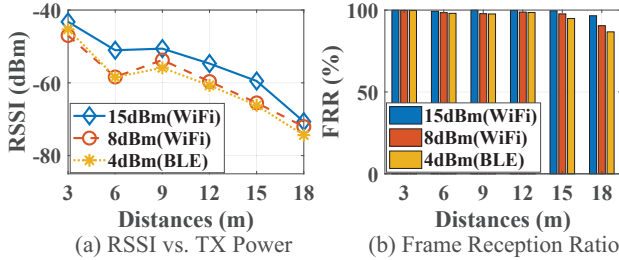 -40
-60
-80
RSSI (dBm)
15dBm(WiFi)
8dBm(WiFi)
4dBm(BLE)
3 6 9 12 15 18
Distances (m)
(a) RSSI vs. TX Power
100
50
0
FRR (%)
15dBm(WiFi)
8dBm(WiFi)
4dBm(BLE)
3 6 9 12 15 18
Distances (m)
(b) Frame Reception Ratio